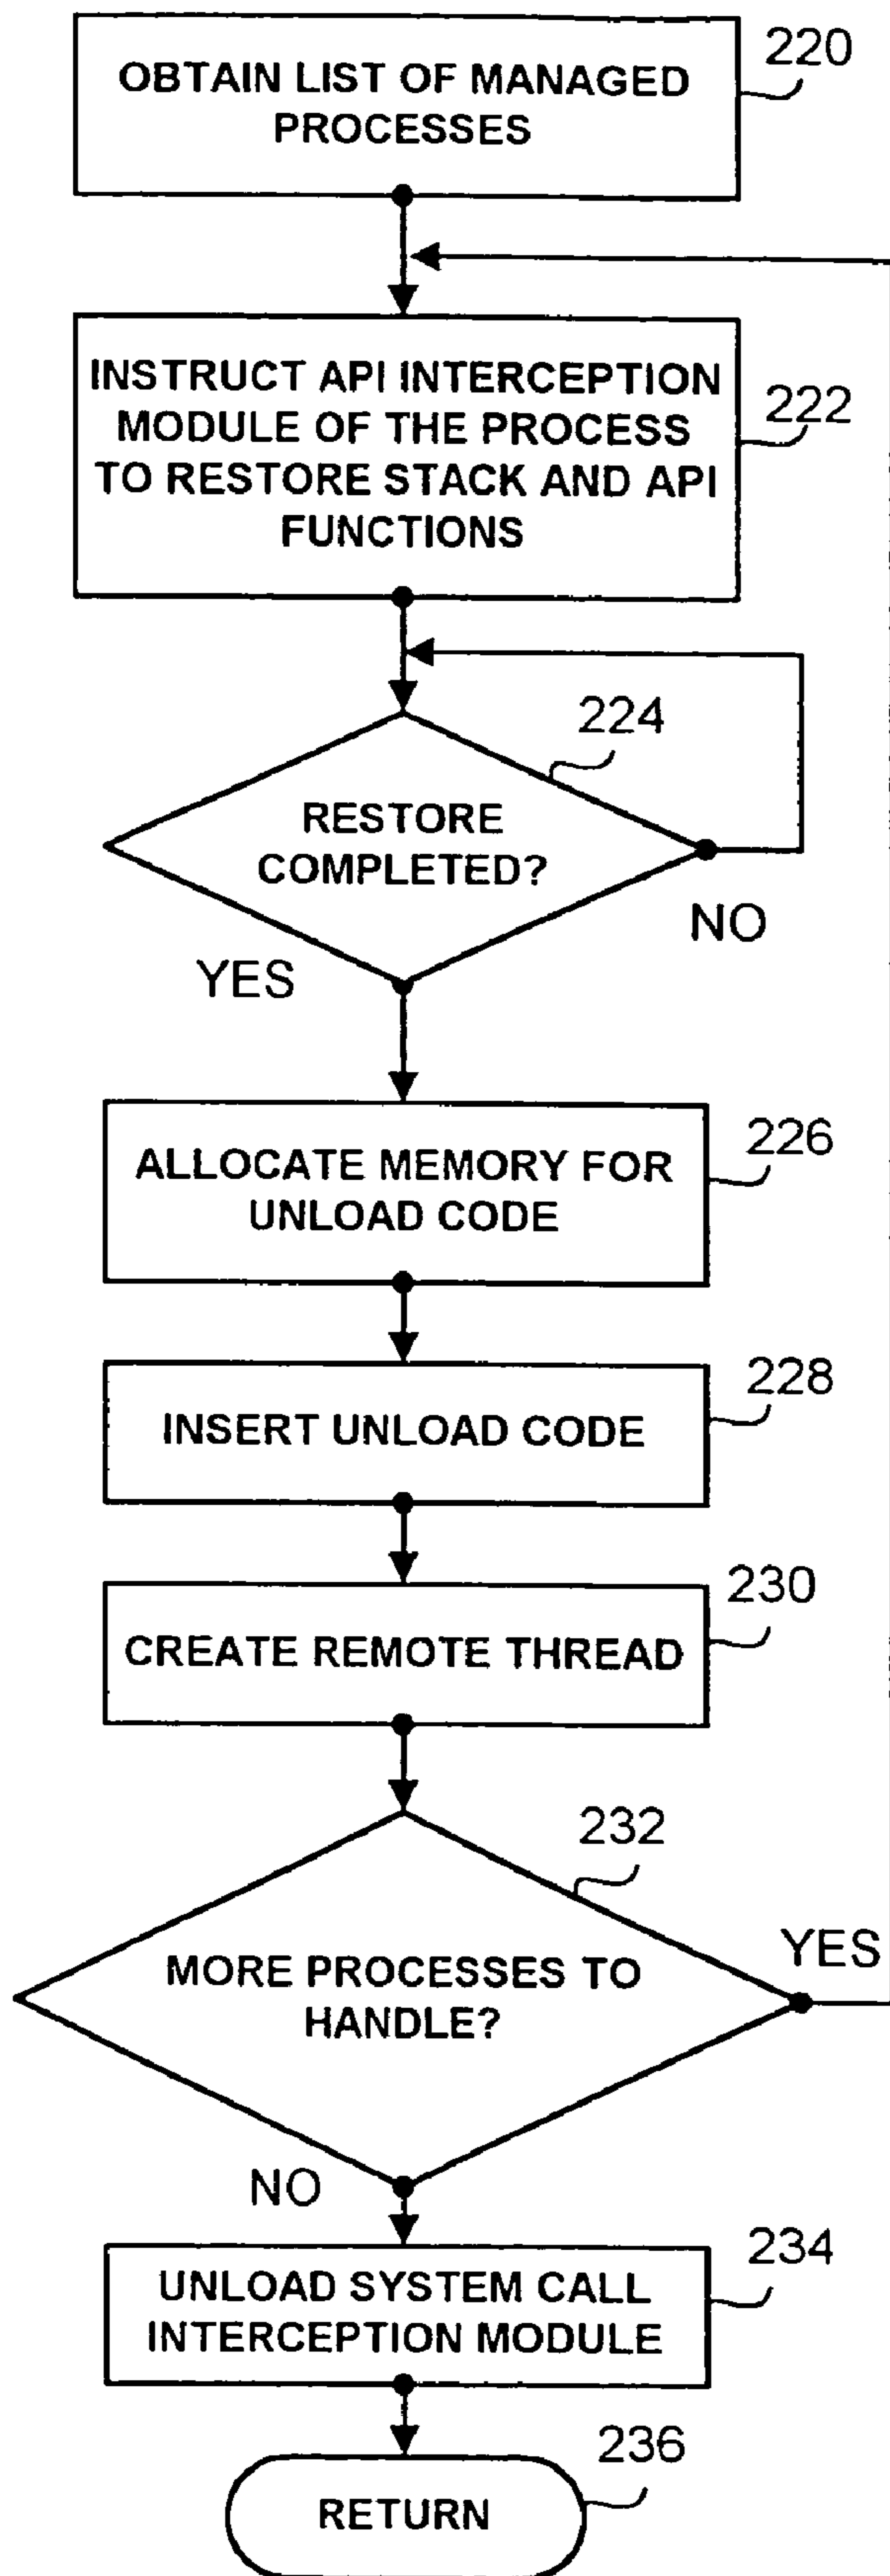 220
OBTAIN LIST OF MANAGED
PROCESSES
INSTRUCT API INTERCEPTION
MODULE OF THE PROCESS
222
TO RESTORE STACK AND API
FUNCTIONS
224
RESTORE
COMPLETED?
NO
YES
226
ALLOCATE MEMORY FOR
UNLOAD CODE
228
INSERT UNLOAD CODE
230
CREATE REMOTE THREAD
232
MORE PROCESSES TO
HANDLE?
YES
NO
234
UNLOAD SYSTEM CALL
INTERCEPTION MODULE
236
RETURN